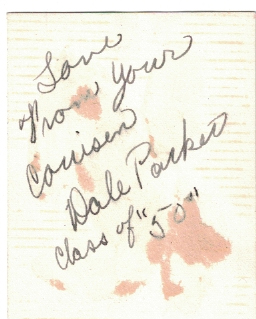 Love
From your
Couisen
Dale Parker
Class of "50"